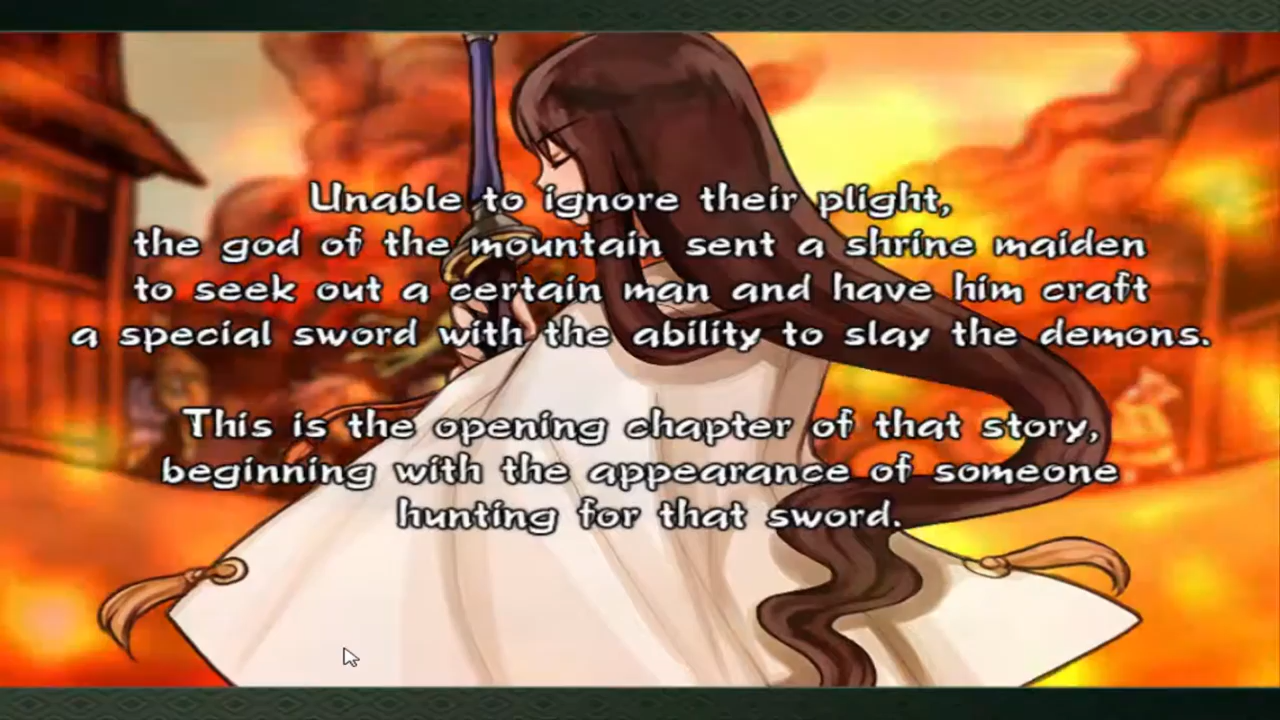 Unable to ignore their plight,
the god of the mountain sent a shrine maiden
to seek out a certain man and have him craft
a special sword with the ability to slay the demons.
This is the opening chapter of that story,
beginning with the appearance of someone
hunting for that sword.